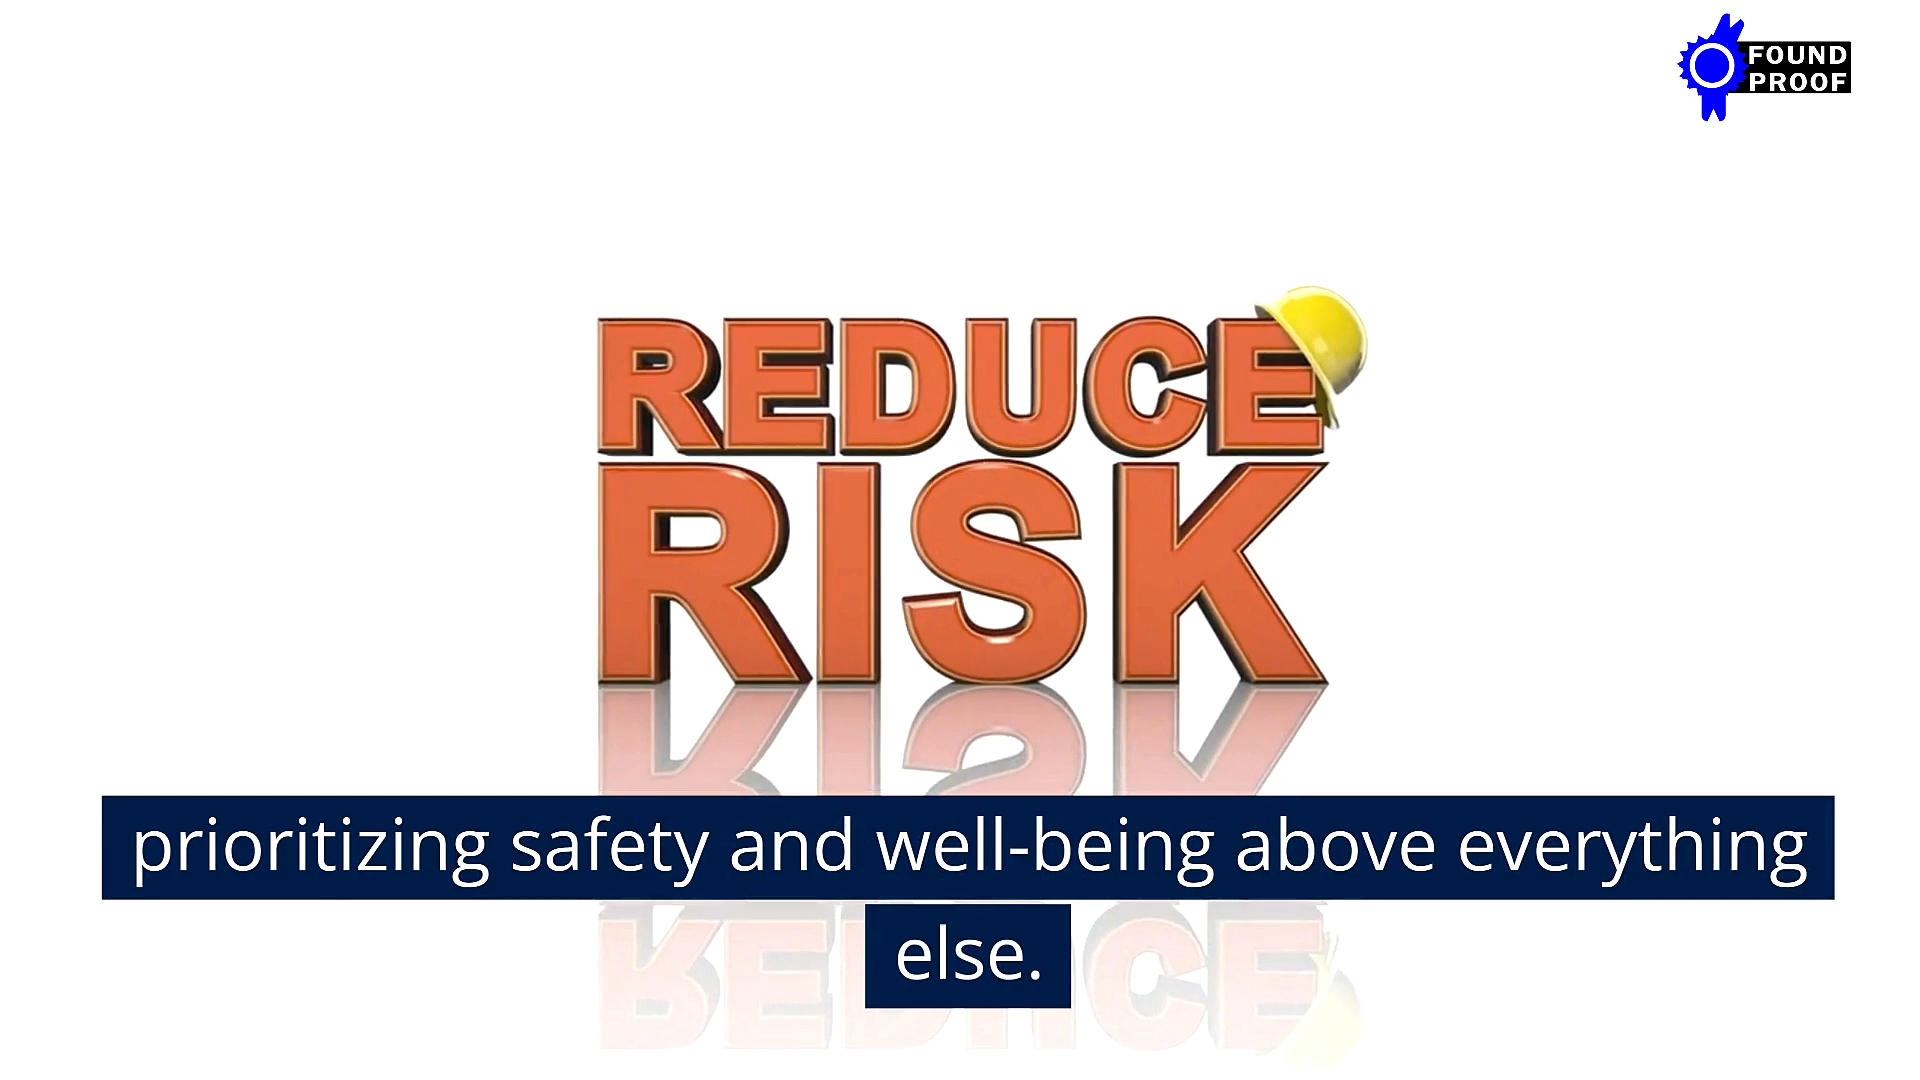 FOUND
PROOF
REDUCE
RISK
prioritizing safety and well-being above everything
else.